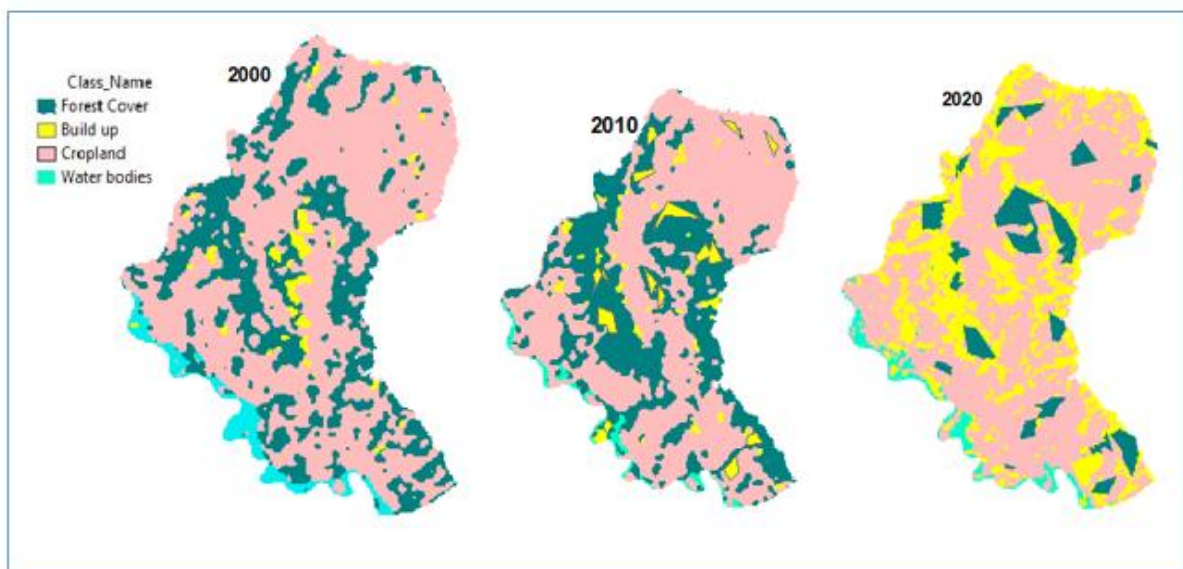 Class_Name
Forest Cover
Build up
Cropland
Water bodies
2000
2010
2020